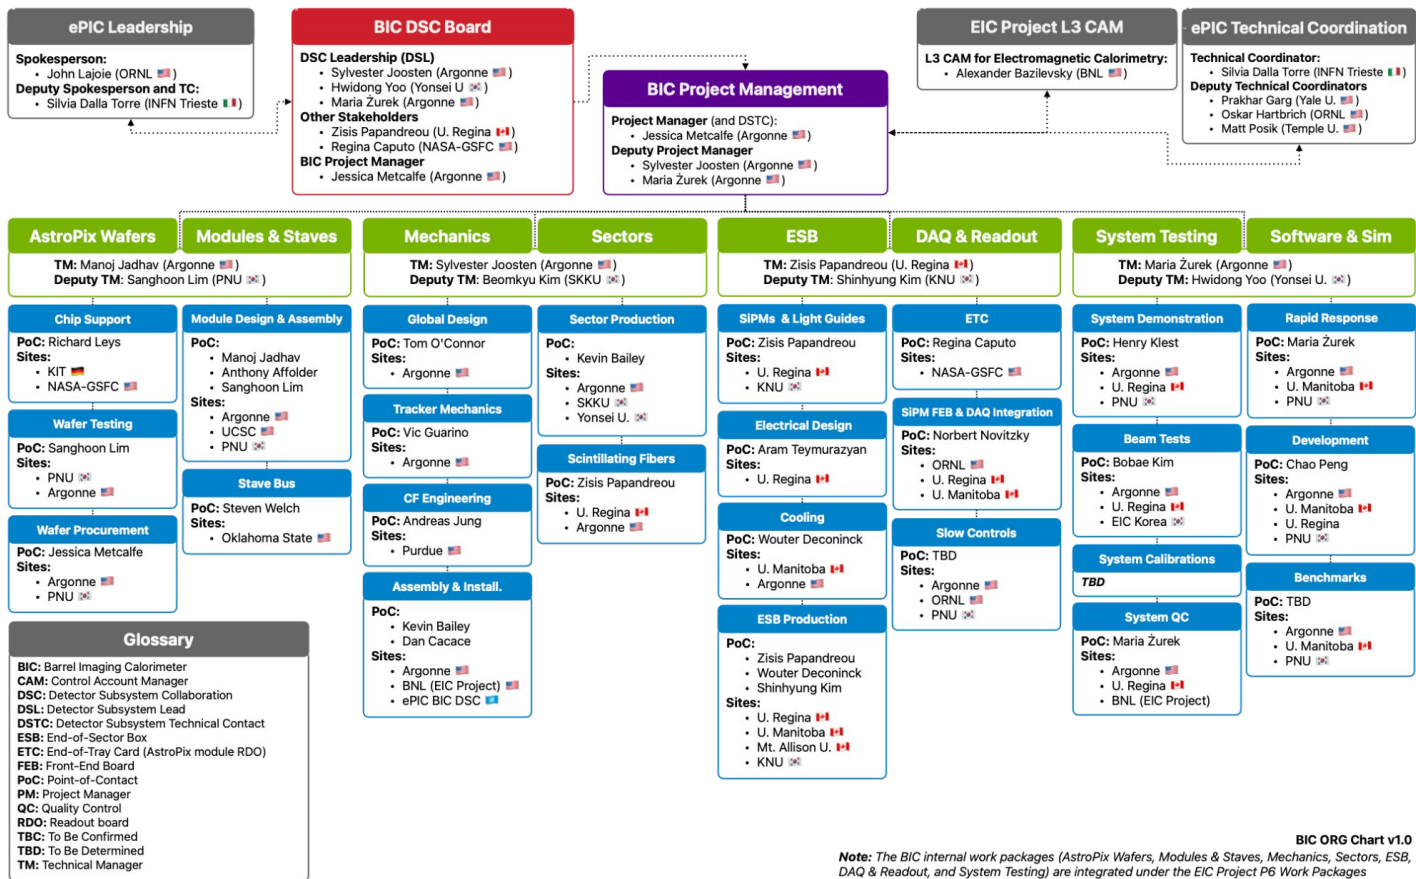 ePIC Leadership
Spokesperson:
• John Lajoie (ORNL 🇺🇸)
Deputy Spokesperson and TC:
• Silvia Dalla Torre (INFN Trieste 🇮🇹)
BIC DSC Board
DSC Leadership (DSL)
• Sylvester Joosten (Argonne 🇺🇸)
• Hwidong Yoo (Yonsei U 🇰🇷)
• Maria Żurek (Argonne 🇺🇸)
Other Stakeholders
• Zisis Papandreou (U. Regina 🇨🇦)
• Regina Caputo (NASA-GSFC 🇺🇸)
BIC Project Manager
• Jessica Metcalfe (Argonne 🇺🇸)
BIC Project Management
Project Manager (and DSTC):
• Jessica Metcalfe (Argonne 🇺🇸)
Deputy Project Manager
• Sylvester Joosten (Argonne 🇺🇸)
• Maria Żurek (Argonne 🇺🇸)
EIC Project L3 CAM
L3 CAM for Electromagnetic Calorimetry:
• Alexander Bazilevsky (BNL 🇺🇸)
ePIC Technical Coordination
Technical Coordinator:
• Silvia Dalla Torre (INFN Trieste 🇮🇹)
Deputy Technical Coordinators
• Prakhar Garg (Yale U. 🇺🇸)
• Oskar Hartbrich (ORNL 🇺🇸)
• Matt Posik (Temple U. 🇺🇸)
AstroPix Wafers
Modules & Staves
TM: Manoj Jadhav (Argonne 🇺🇸)
Deputy TM: Sanghoon Lim (PNU 🇰🇷)
Mechanics
Sectors
TM: Sylvester Joosten (Argonne 🇺🇸)
Deputy TM: Beomkyu Kim (SKKU 🇰🇷)
ESB
DAQ & Readout
TM: Zisis Papandreou (U. Regina 🇨🇦)
Deputy TM: Shinhyung Kim (KNU 🇰🇷)
System Testing
Software & Sim
TM: Maria Żurek (Argonne 🇺🇸)
Deputy TM: Hwidong Yoo (Yonsei U. 🇰🇷)
Chip Support
PoC: Richard Leys
Sites:
• KIT 🇩🇪
• NASA-GSFC 🇺🇸
Wafer Testing
PoC: Sanghoon Lim
Sites:
• PNU 🇰🇷
• Argonne 🇺🇸
Wafer Procurement
PoC: Jessica Metcalfe
Sites:
• Argonne 🇺🇸
• PNU 🇰🇷
Module Design & Assembly
PoC:
• Manoj Jadhav
• Anthony Affolder
• Sanghoon Lim
Sites:
• Argonne 🇺🇸
• UCSC 🇺🇸
• PNU 🇰🇷
Stave Bus
PoC: Steven Welch
Sites:
• Oklahoma State 🇺🇸
Global Design
PoC: Tom O'Connor
Sites:
• Argonne 🇺🇸
Tracker Mechanics
PoC: Vic Guarino
Sites:
• Argonne 🇺🇸
CF Engineering
PoC: Andreas Jung
Sites:
• Purdue 🇺🇸
Assembly & Install.
PoC:
• Kevin Bailey
• Dan Cacace
Sites:
• Argonne 🇺🇸
• BNL (EIC Project) 🇺🇸
• ePIC BIC DSC 🇺🇳
Sector Production
PoC:
• Kevin Bailey
Sites:
• Argonne 🇺🇸
• SKKU 🇰🇷
• Yonsei U. 🇰🇷
Scintillating Fibers
PoC: Zisis Papandreou
Sites:
• U. Regina 🇨🇦
• Argonne 🇺🇸
SiPMs & Light Guides
PoC: Zisis Papandreou
Sites:
• U. Regina 🇨🇦
• KNU 🇰🇷
Electrical Design
PoC: Aram Teymurazyan
Sites:
• U. Regina 🇨🇦
Cooling
PoC: Wouter Deconinck
Sites:
• U. Manitoba 🇨🇦
• Argonne 🇺🇸
ESB Production
PoC:
• Zisis Papandreou
• Wouter Deconinck
• Shinhyung Kim
Sites:
• U. Regina 🇨🇦
• U. Manitoba 🇨🇦
• Mt. Allison U. 🇨🇦
• KNU 🇰🇷
ETC
PoC: Regina Caputo
• NASA-GSFC 🇺🇸
SiPM FEB & DAQ Integration
PoC: Norbert Novitzky
Sites:
• ORNL 🇺🇸
• U. Regina 🇨🇦
• U. Manitoba 🇨🇦
Slow Controls
PoC: TBD
Sites:
• Argonne 🇺🇸
• ORNL 🇺🇸
• PNU 🇰🇷
System Demonstration
PoC: Henry Klest
Sites:
• Argonne 🇺🇸
• U. Regina 🇨🇦
• PNU 🇰🇷
Beam Tests
PoC: Bobae Kim
Sites:
• Argonne 🇺🇸
• U. Regina 🇨🇦
• EIC Korea 🇰🇷
System Calibrations
TBD
System QC
PoC: Maria Żurek
Sites:
• Argonne 🇺🇸
• U. Regina 🇨🇦
• BNL (EIC Project)
Rapid Response
PoC: Maria Żurek
Sites:
• Argonne 🇺🇸
• U. Manitoba 🇨🇦
• PNU 🇰🇷
Development
PoC: Chao Peng
Sites:
• Argonne 🇺🇸
• U. Manitoba 🇨🇦
• U. Regina
• PNU 🇰🇷
Benchmarks
PoC: TBD
Sites:
• Argonne 🇺🇸
• U. Manitoba 🇨🇦
• PNU 🇰🇷
Glossary
BIC: Barrel Imaging Calorimeter
CAM: Control Account Manager
DSC: Detector Subsystem Collaboration
DSL: Detector Subsystem Lead
DSTC: Detector Subsystem Technical Contact
ESB: End-of-Sector Box
ETC: End-of-Tray Card (AstroPix module RDO)
FEB: Front-End Board
PoC: Point-of-Contact
PM: Project Manager
QC: Quality Control
RDO: Readout board
TBC: To Be Confirmed
TBD: To Be Determined
TM: Technical Manager
BIC ORG Chart v1.0
Note: The BIC internal work packages (AstroPix Wafers, Modules & Staves, Mechanics, Sectors, ESB,
DAQ & Readout, and System Testing) are integrated under the EIC Project P6 Work Packages